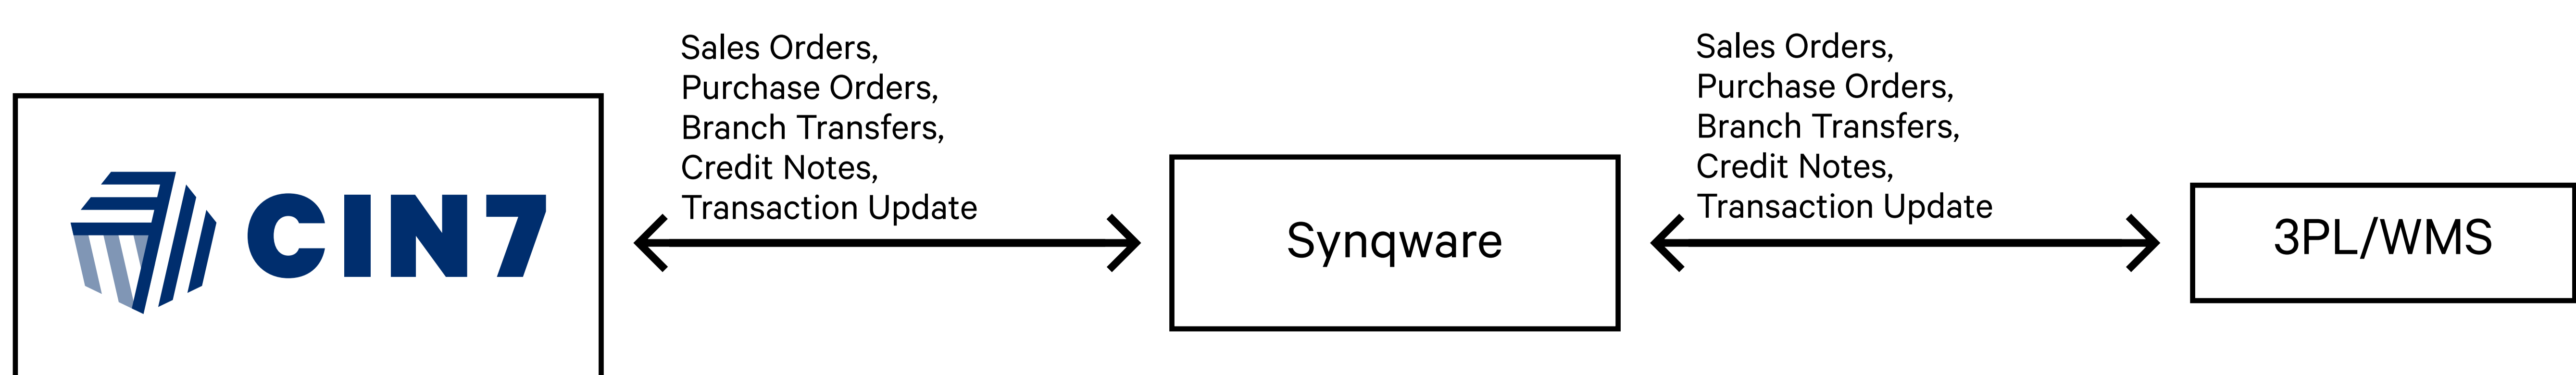 CIN7
Sales Orders,
Purchase Orders,
Branch Transfers,
Credit Notes,
Transaction Update
Synqware
Sales Orders,
Purchase Orders,
Branch Transfers,
Credit Notes,
Transaction Update
3PL/WMS